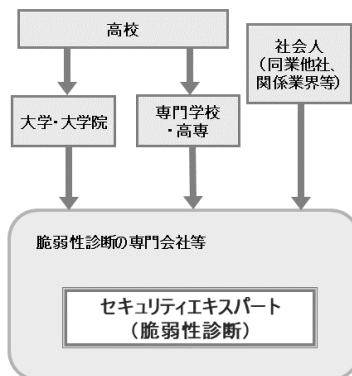 高校
社会人
(同業他社、
関係業界等)
大学・大学院
専門学校
・高専
脆弱性診断の専門会社等
セキュリティエキスパート
(脆弱性診断)